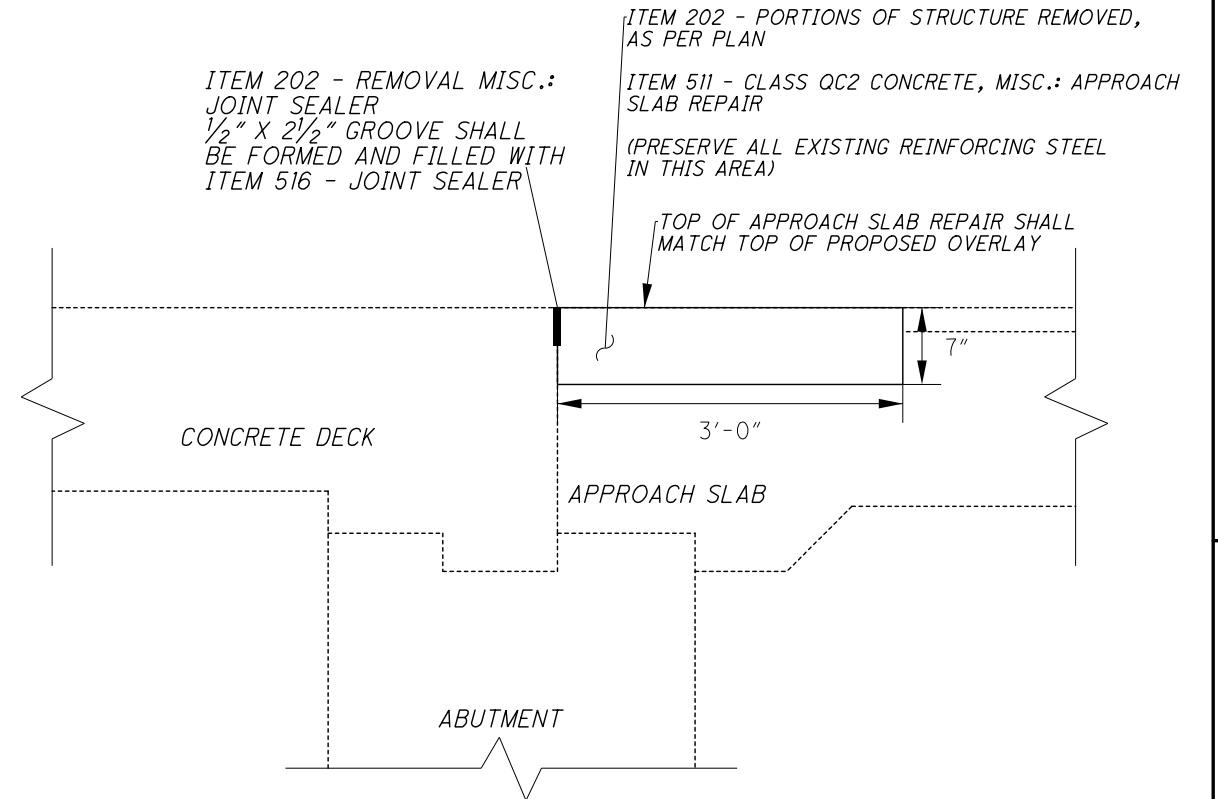 ITEM 202 - PORTIONS OF STRUCTURE REMOVED,
AS PER PLAN
ITEM 511 - CLASS QC2 CONCRETE, MISC.: APPROACH
SLAB REPAIR
(PRESERVE ALL EXISTING REINFORCING STEEL
IN THIS AREA)
ITEM 202 - REMOVAL MISC.:
JOINT SEALER
1/2" X 2 1/2" GROOVE SHALL
BE FORMED AND FILLED WITH
ITEM 516 - JOINT SEALER
TOP OF APPROACH SLAB REPAIR SHALL
MATCH TOP OF PROPOSED OVERLAY
7"
3'-0"
CONCRETE DECK
APPROACH SLAB
ABUTMENT